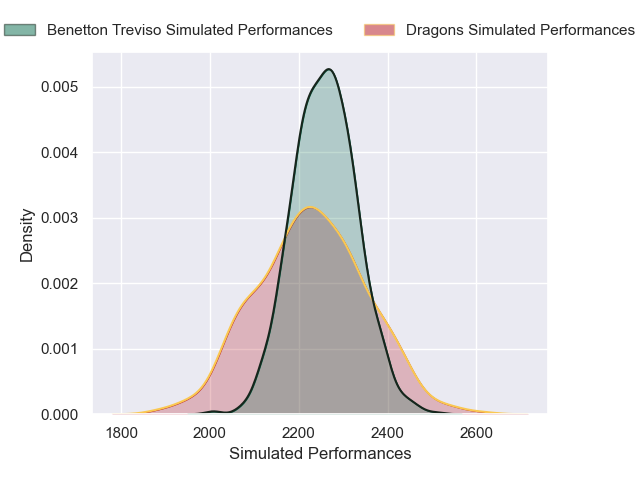 Benetton Treviso Simulated Performances
Dragons Simulated Performances
0.005
0.004
0.003
0.002
0.001
0.000
Density
1800 2000 2200 2400 2600
Simulated Performances